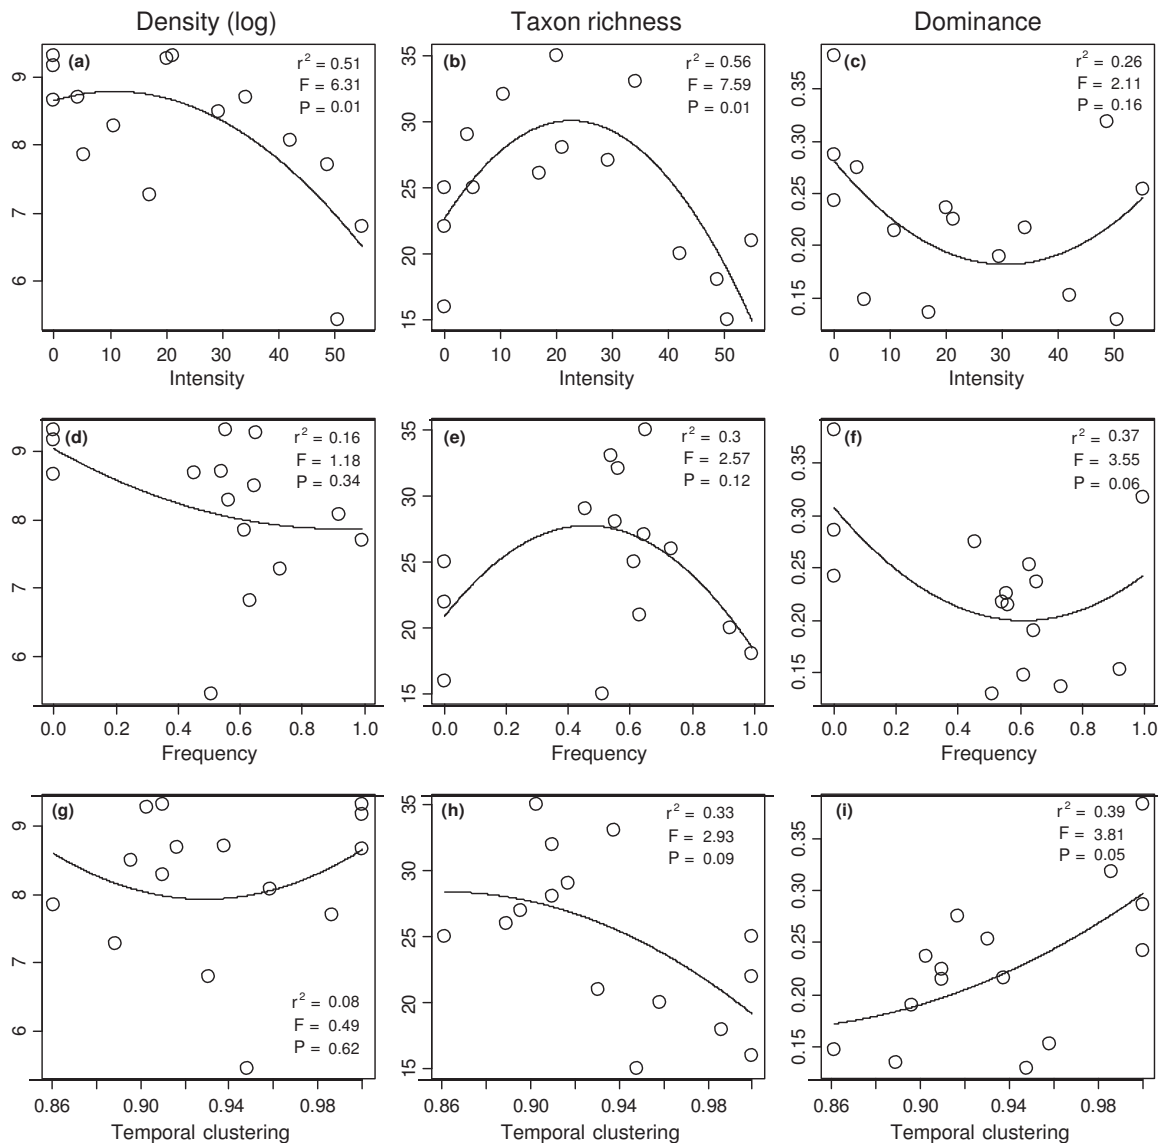 Density (log) Taxon richness Dominance
(a) r² = 0.51
F = 6.31
P = 0.01
9
8
7
6
0 10 20 30 40 50
Intensity
(b) r² = 0.56
F = 7.59
P = 0.01
35
30
25
20
15
0 10 20 30 40 50
Intensity
(c) r² = 0.26
F = 2.11
P = 0.16
0.35
0.30
0.25
0.20
0.15
0 10 20 30 40 50
Intensity
(d) r² = 0.16
F = 1.18
P = 0.34
9
8
7
6
0.0 0.2 0.4 0.6 0.8 1.0
Frequency
(e) r² = 0.3
F = 2.57
P = 0.12
35
30
25
20
15
0.0 0.2 0.4 0.6 0.8 1.0
Frequency
(f) r² = 0.37
F = 3.55
P = 0.06
0.35
0.30
0.25
0.20
0.15
0.0 0.2 0.4 0.6 0.8 1.0
Frequency
(g)
9
8
7
6
r² = 0.08
F = 0.49
P = 0.62
0.86 0.90 0.94 0.98
Temporal clustering
(h) r² = 0.33
F = 2.93
P = 0.09
35
30
25
20
15
0.86 0.90 0.94 0.98
Temporal clustering
(i) r² = 0.39
F = 3.81
P = 0.05
0.35
0.30
0.25
0.20
0.15
0.86 0.90 0.94 0.98
Temporal clustering